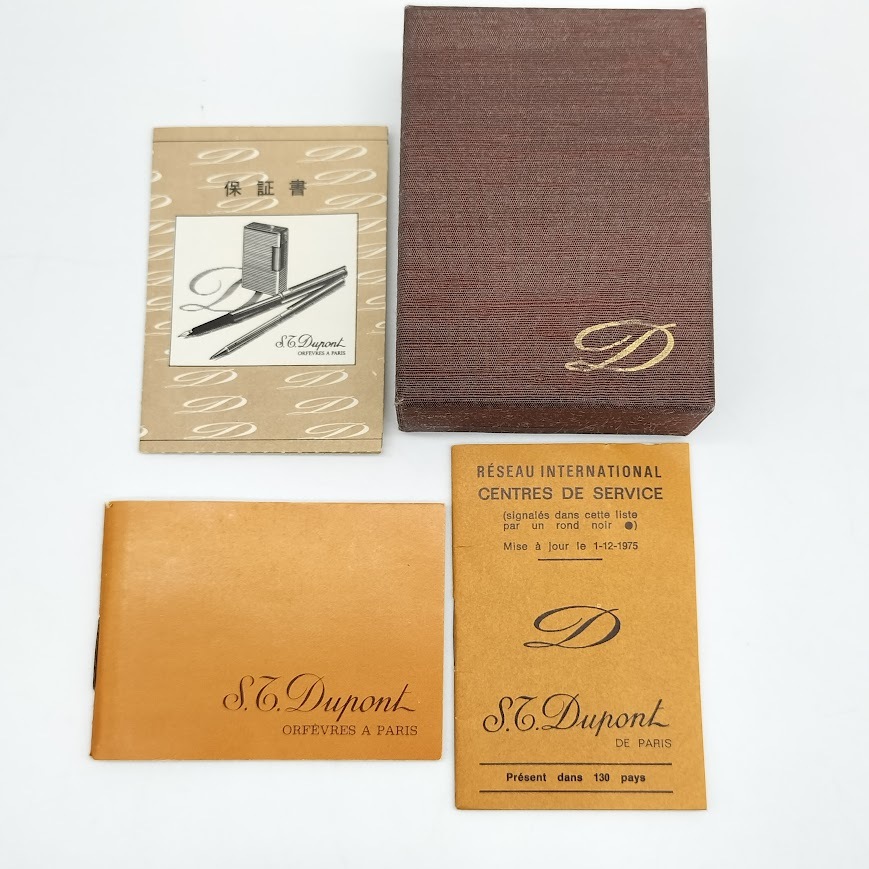 保証書
S.T. Dupont
ORFÈVRES A PARIS
D
RÉSEAU INTERNATIONAL
CENTRES DE SERVICE
(signalés dans cette liste
par un rond noir ●)
Mise à jour le 1-12-1975
D
S.T. Dupont
DE PARIS
Présent dans 130 pays
S.T. Dupont
ORFÈVRES A PARIS